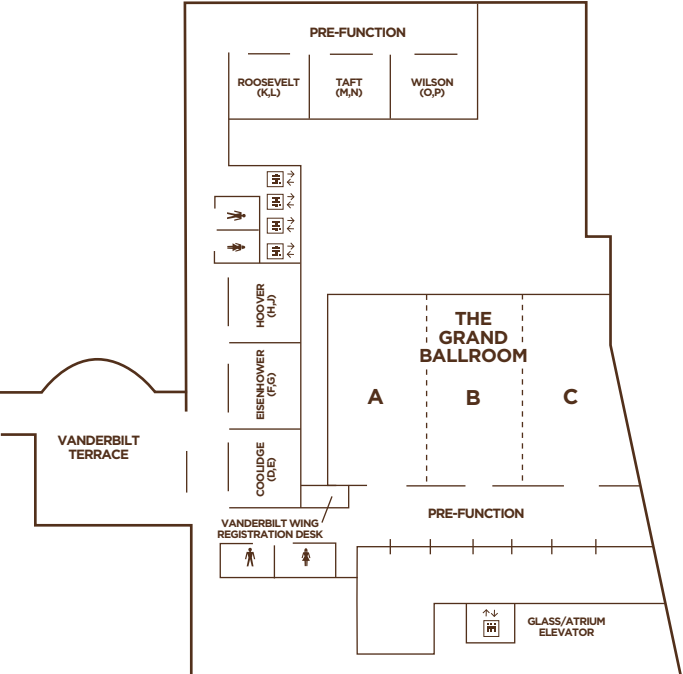 PRE-FUNCTION
ROOSEVELT
(K,L)
TAFT
(M,N)
WILSON
(O,P)
HOOVER
(H,J)
EISENHOWER
(F,G)
COOLIDGE
(D,E)
THE
GRAND
BALLROOM
A
B
C
VANDERBILT
TERRACE
PRE-FUNCTION
VANDERBILT WING
REGISTRATION DESK
GLASS/ATRIUM
ELEVATOR